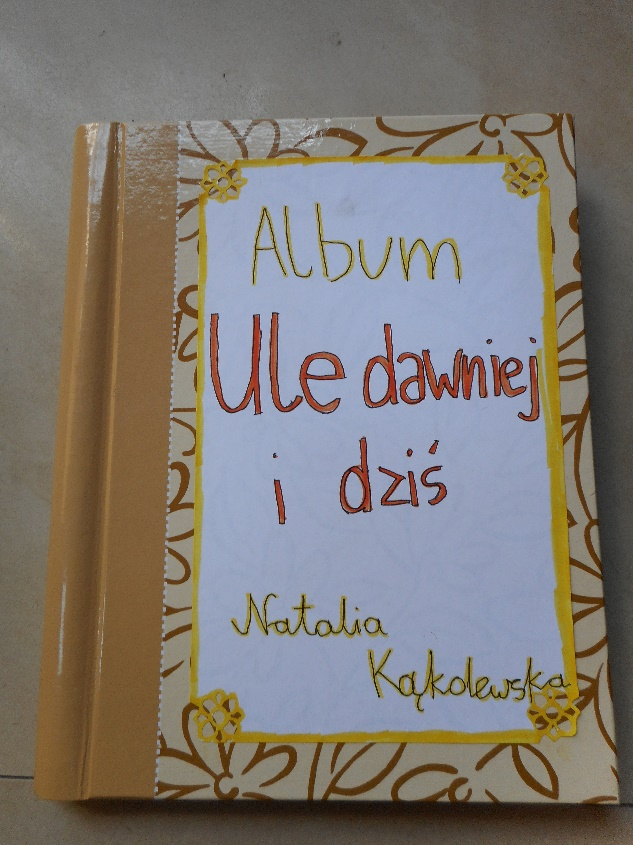 Album
Ule dawniej
i dziś
Natalia
Kąkolewska